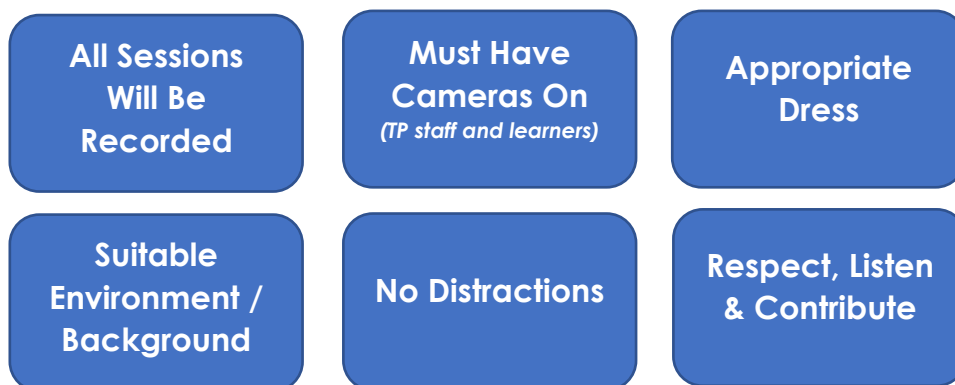 All Sessions
Will Be
Recorded
Must Have
Cameras On
(TP staff and learners)
Appropriate
Dress
Suitable
Environment /
Background
No Distractions
Respect, Listen
& Contribute